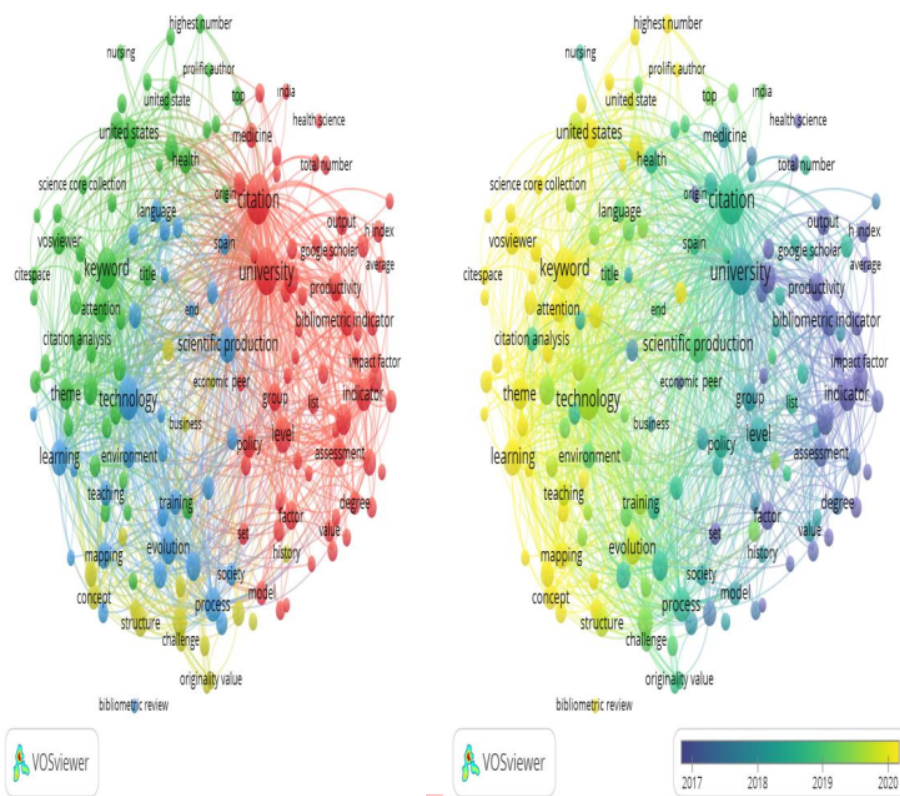 highest number
nursing
prolific author
united state
top
india
united states
medicine
health science
health
total number
science core collection
origin
citation
language
output
h index
vosviewer
spain
google scholar
average
citespace
keyword
title
university
productivity
attention
end
bibliometric indicator
citation analysis
scientific production
impact factor
economic peer
theme
technology
group
list
indicator
business
level
learning
environment
policy
assessment
teaching
training
degree
set
factor
value
mapping
evolution
history
society
concept
process
model
structure
challenge
originality value
bibliometric review
VOSviewer
highest number
nursing
prolific author
united state
top
india
united states
medicine
health science
health
total number
science core collection
origin
citation
language
output
h index
vosviewer
spain
google scholar
average
citespace
keyword
title
university
productivity
attention
end
bibliometric indicator
citation analysis
scientific production
impact factor
economic peer
theme
technology
group
list
indicator
business
level
learning
environment
policy
assessment
teaching
training
degree
set
factor
value
mapping
evolution
history
society
concept
process
model
structure
challenge
originality value
bibliometric review
VOSviewer
2017 2018 2019 2020